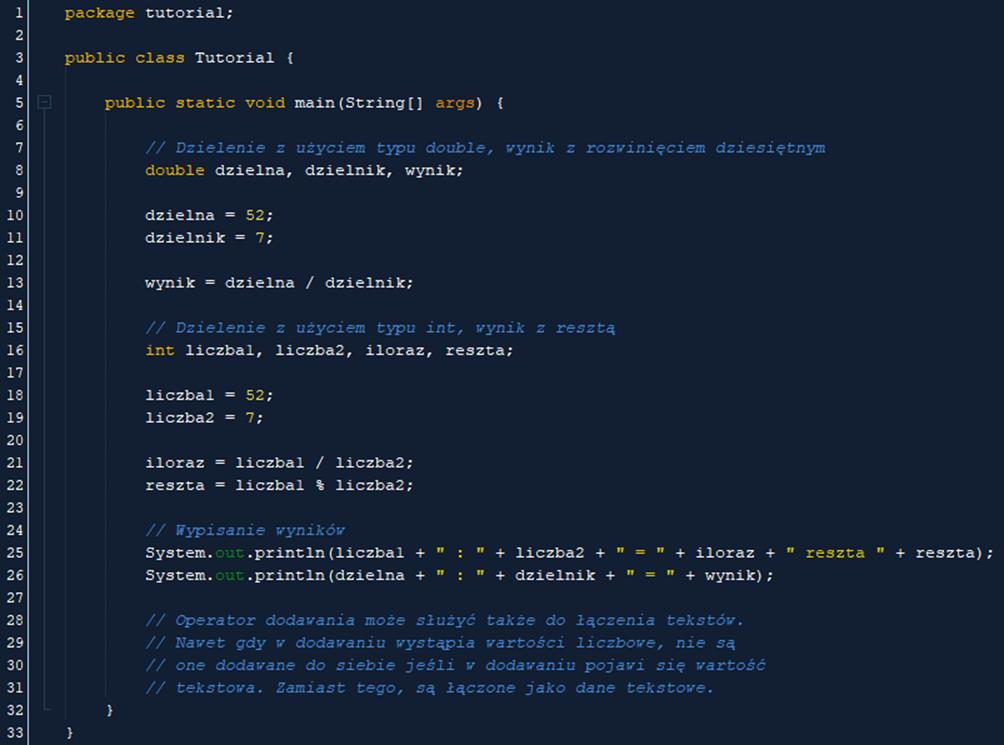 1 package tutorial;
2
3 public class Tutorial {
4
5 public static void main(String[] args) {
6
7 // Dzielenie z użyciem typu double, wynik z rozwinięciem dziesiętnym
8 double dzielna, dzielnik, wynik;
9
10 dzielna = 52;
11 dzielnik = 7;
12
13 wynik = dzielna / dzielnik;
14
15 // Dzielenie z użyciem typu int, wynik z resztą
16 int liczba1, liczba2, iloraz, reszta;
17
18 liczba1 = 52;
19 liczba2 = 7;
20
21 iloraz = liczba1 / liczba2;
22 reszta = liczba1 % liczba2;
23
24 // Wypisanie wyników
25 System.out.println(liczba1 + " : " + liczba2 + " = " + iloraz + " reszta " + reszta);
26 System.out.println(dzielna + " : " + dzielnik + " = " + wynik);
27
28 // Operator dodawania może służyć także do łączenia tekstów.
29 // Nawet gdy w dodawaniu wystąpia wartości liczbowe, nie są
30 // one dodawane do siebie jeśli w dodawaniu pojawi się wartość
31 // tekstowa. Zamiast tego, są łączone jako dane tekstowe.
32 }
33 }